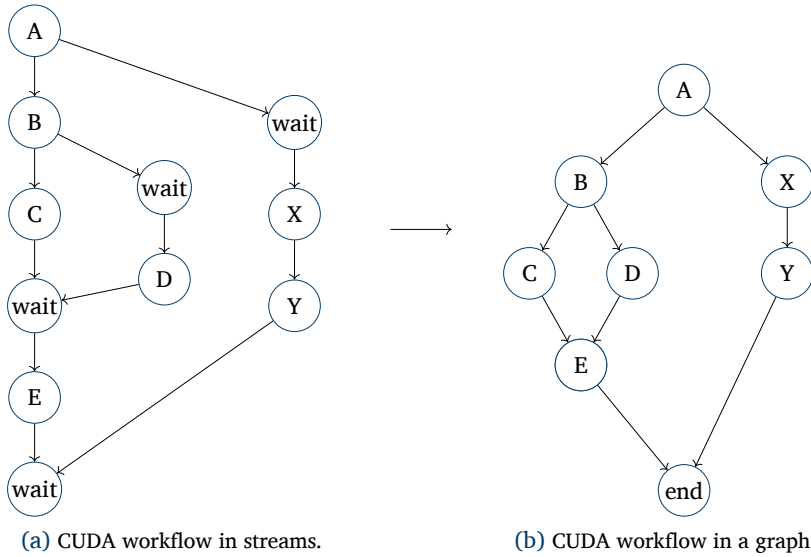 A
B
wait
C
wait
X
D
wait
Y
E
wait
(a) CUDA workflow in streams.
A
B
X
C
D
Y
E
end
(b) CUDA workflow in a graph